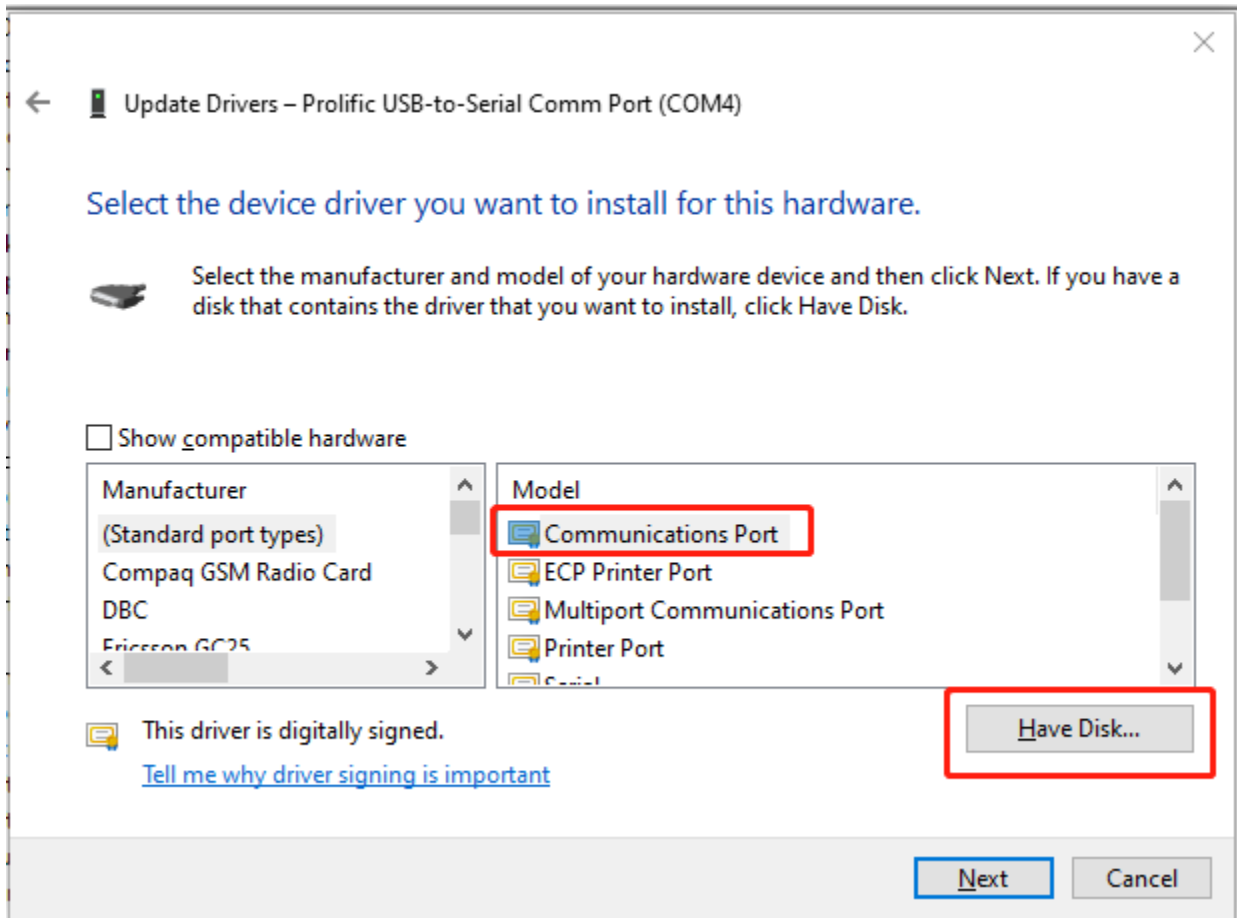 Update Drivers – Prolific USB-to-Serial Comm Port (COM4)
Select the device driver you want to install for this hardware.
Select the manufacturer and model of your hardware device and then click Next. If you have a
disk that contains the driver that you want to install, click Have Disk.
Show compatible hardware
Manufacturer
(Standard port types)
Compaq GSM Radio Card
DBC
Ericsson GC25
Model
Communications Port
ECP Printer Port
Multiport Communications Port
Printer Port
Serial
This driver is digitally signed.
Tell me why driver signing is important
Have Disk...
Next
Cancel